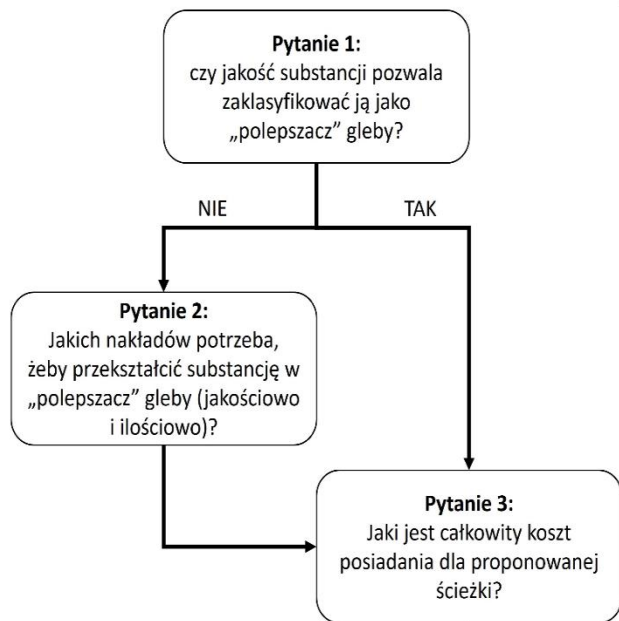 Pytanie 1:
czy jakość substancji pozwala
zaklasyfikować ją jako
„polepszacz” gleby?
NIE
TAK
Pytanie 2:
Jakich nakładów potrzeba,
żeby przekształcić substancję w
„polepszacz” gleby (jakościowo
i ilościowo)?
Pytanie 3:
Jaki jest całkowity koszt
posiadania dla proponowanej
ścieżki?